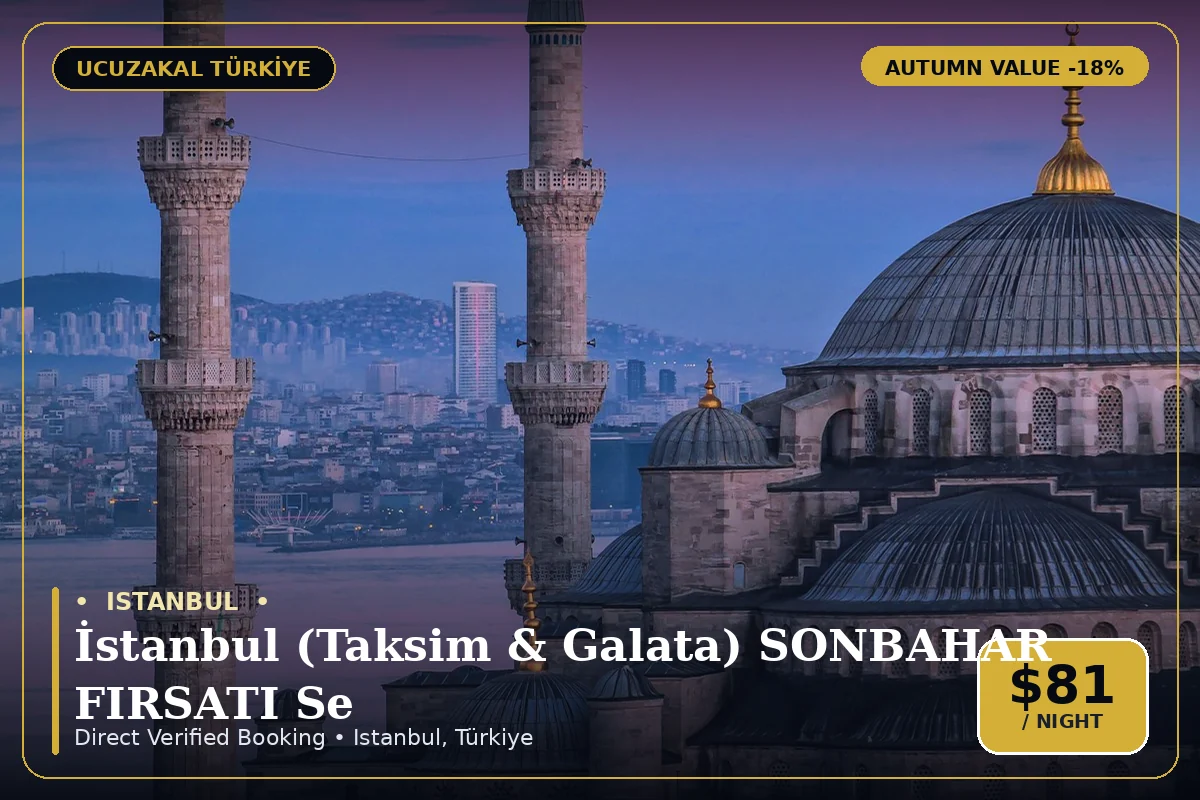 UCUZAKAL TÜRKİYE
AUTUMN VALUE -18%
• ISTANBUL •
İstanbul (Taksim & Galata) SONBAHAR
FIRSATI Se
Direct Verified Booking • Istanbul, Türkiye
$81
/ NIGHT